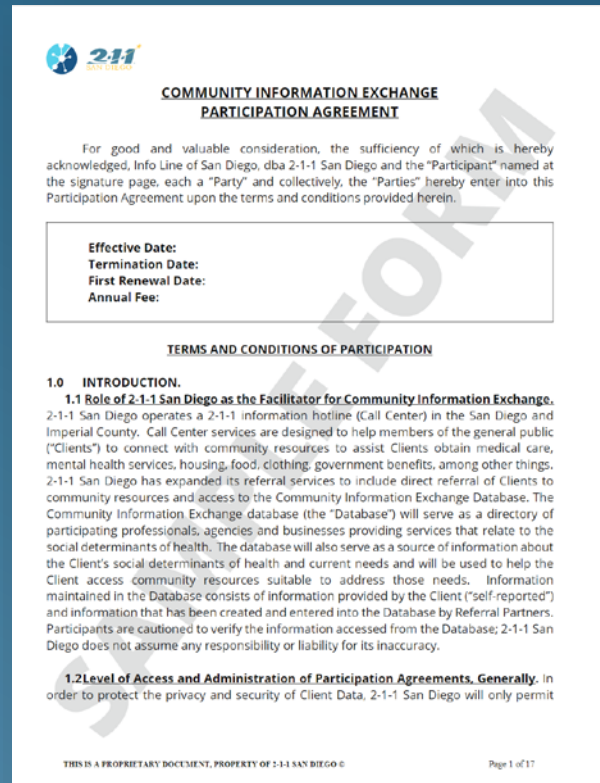 2-1-1
SAN DIEGO
COMMUNITY INFORMATION EXCHANGE
PARTICIPATION AGREEMENT
For good and valuable consideration, the sufficiency of which is hereby
acknowledged, Info Line of San Diego, dba 2-1-1 San Diego and the “Participant” named at
the signature page, each a “Party” and collectively, the “Parties” hereby enter into this
Participation Agreement upon the terms and conditions provided herein.
Effective Date:
Termination Date:
First Renewal Date:
Annual Fee:
TERMS AND CONDITIONS OF PARTICIPATION
1.0 INTRODUCTION.
1.1 Role of 2-1-1 San Diego as the Facilitator for Community Information Exchange.
2-1-1 San Diego operates a 2-1-1 information hotline (Call Center) in the San Diego and
Imperial County. Call Center services are designed to help members of the general public
(“Clients”) to connect with community resources to assist Clients obtain medical care,
mental health services, housing, food, clothing, government benefits, among other things.
2-1-1 San Diego has expanded its referral services to include direct referral of Clients to
community resources and access to the Community Information Exchange Database. The
Community Information Exchange database (the “Database”) will serve as a directory of
participating professionals, agencies and businesses providing services that relate to the
social determinants of health. The database will also serve as a source of information about
the Client’s social determinants of health and current needs and will be used to help the
Client access community resources suitable to address those needs. Information
maintained in the Database consists of information provided by the Client (“self-reported”)
and information that has been created and entered into the Database by Referral Partners.
Participants are cautioned to verify the information accessed from the Database; 2-1-1 San
Diego does not assume any responsibility or liability for its inaccuracy.
1.2Level of Access and Administration of Participation Agreements, Generally. In
order to protect the privacy and security of Client Data, 2-1-1 San Diego will only permit
THIS IS A PROPRIETARY DOCUMENT, PROPERTY OF 2-1-1 SAN DIEGO © Page 1 of 17
SAMPLE FORM